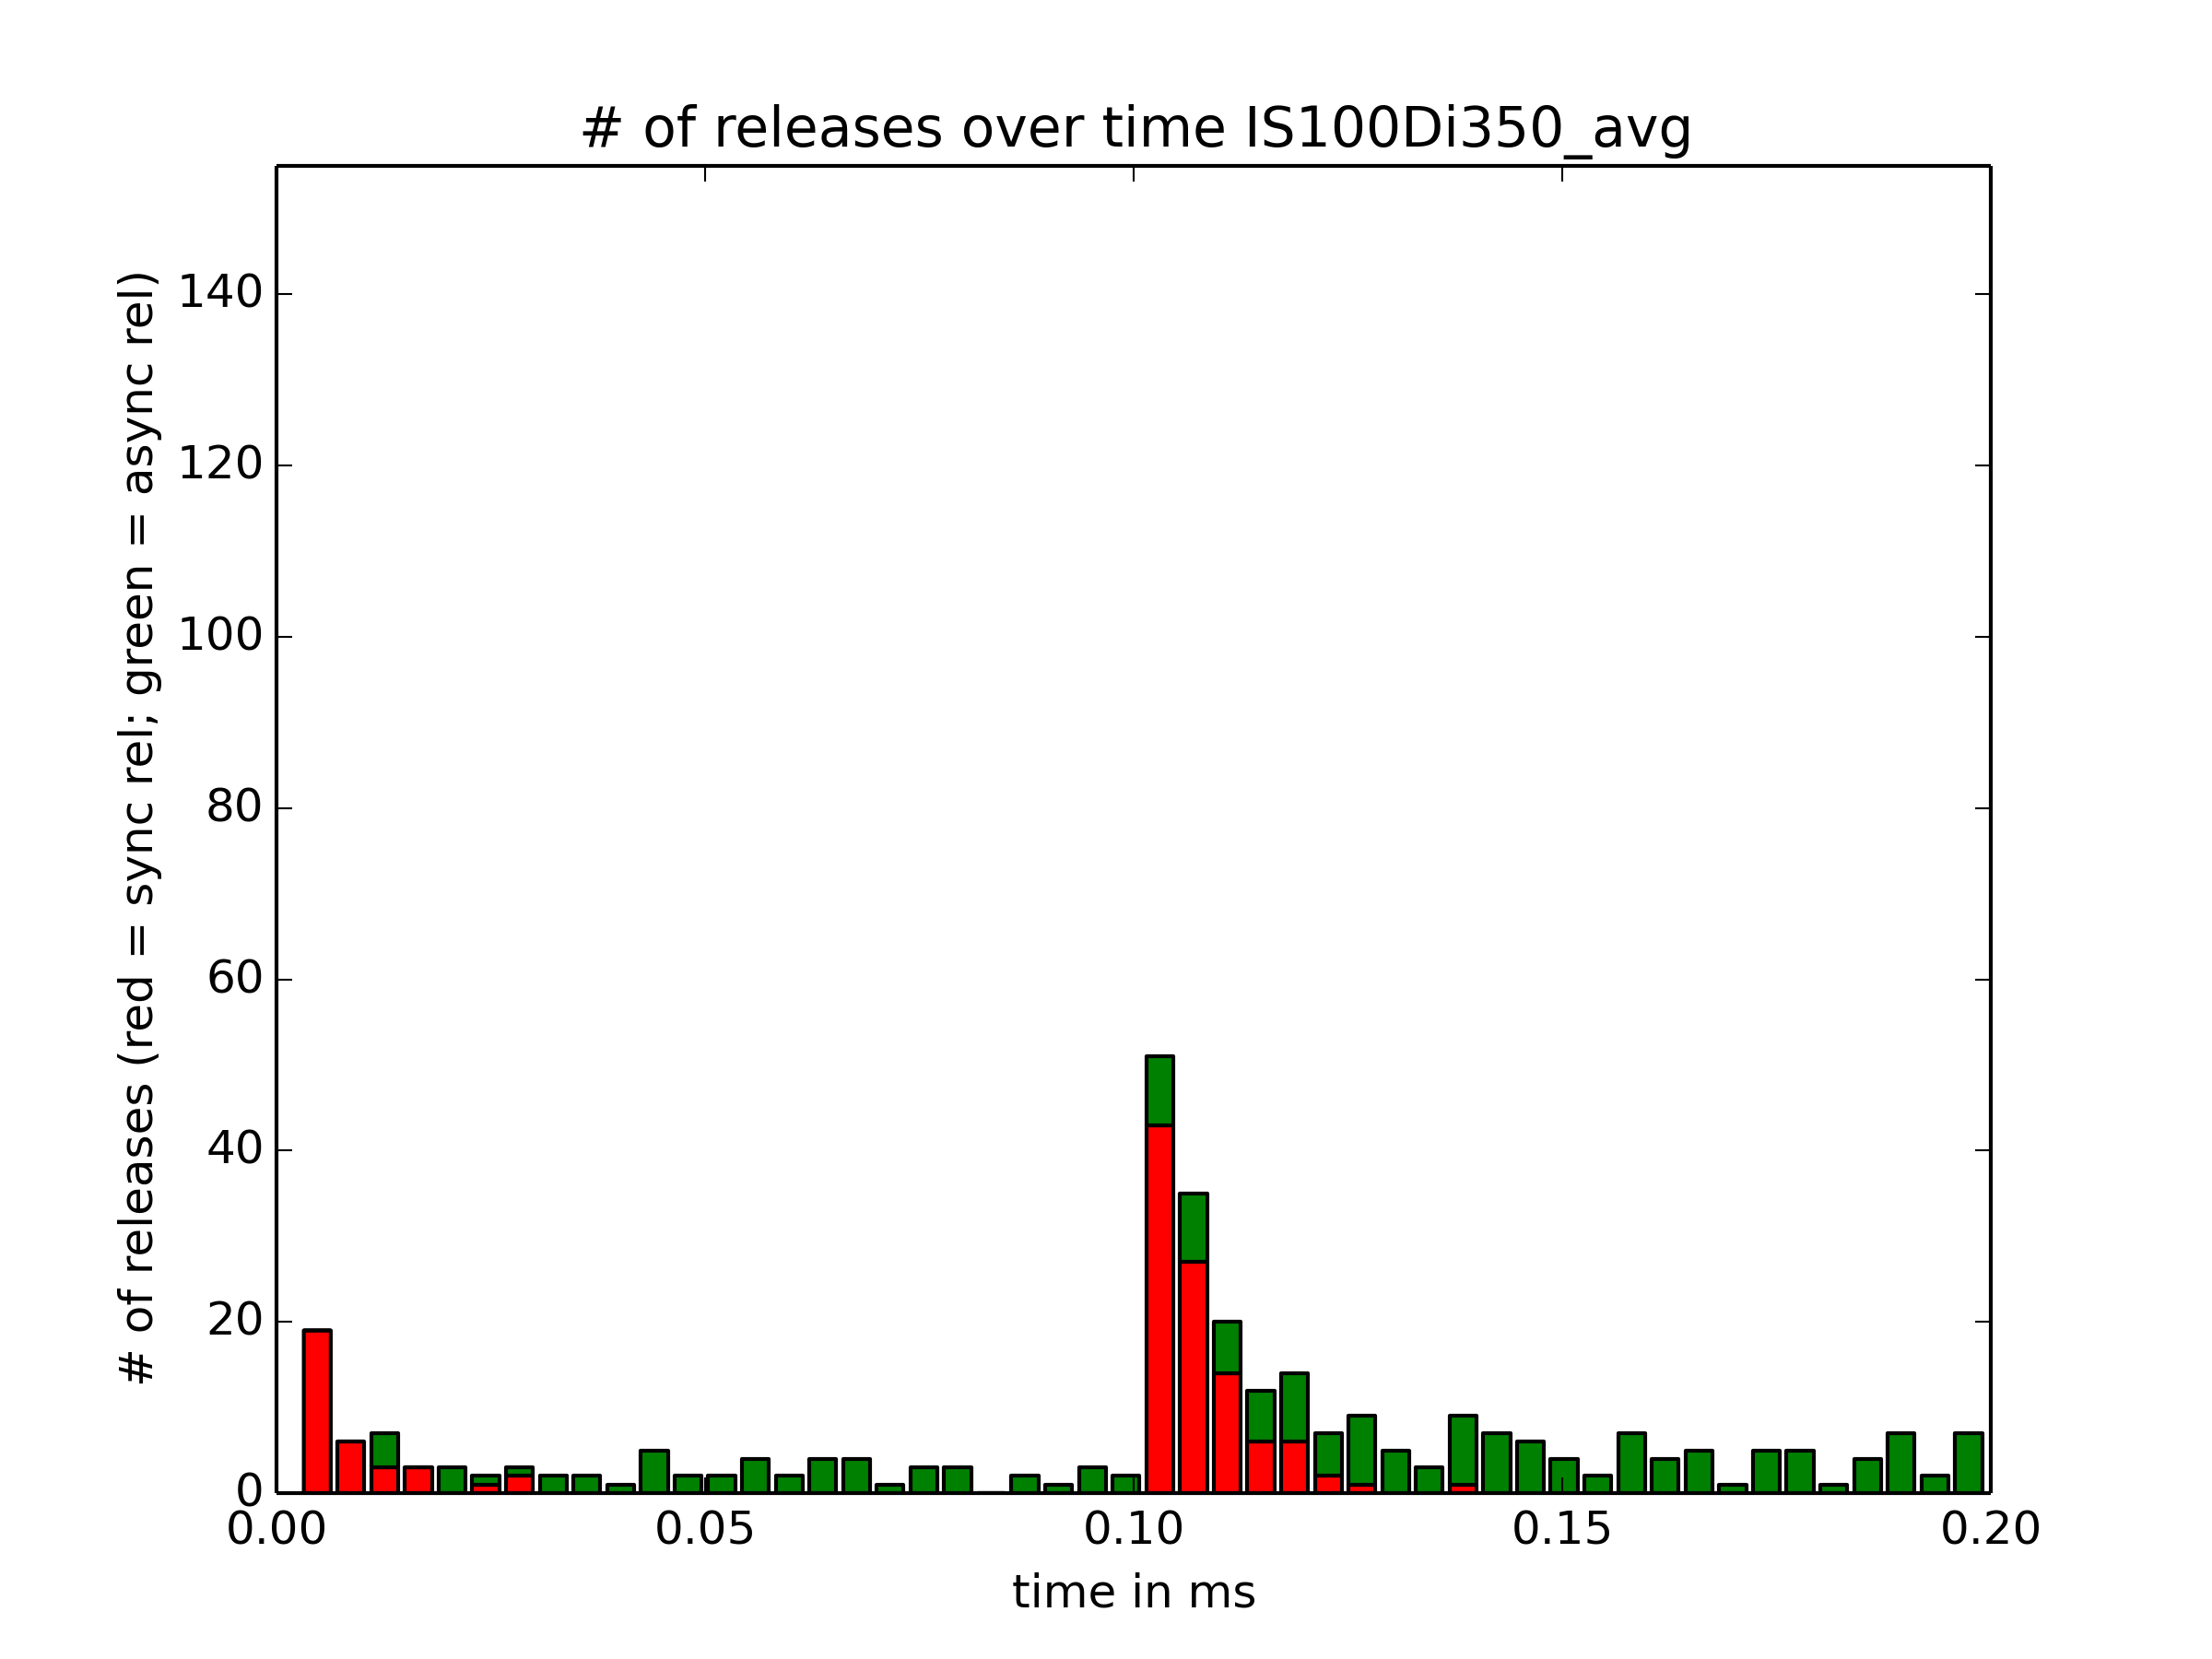 # of releases over time IS100Di350_avg
# of releases (red = sync rel; green = async rel)
140
120
100
80
60
40
20
0
0.00 0.05 0.10 0.15 0.20
time in ms